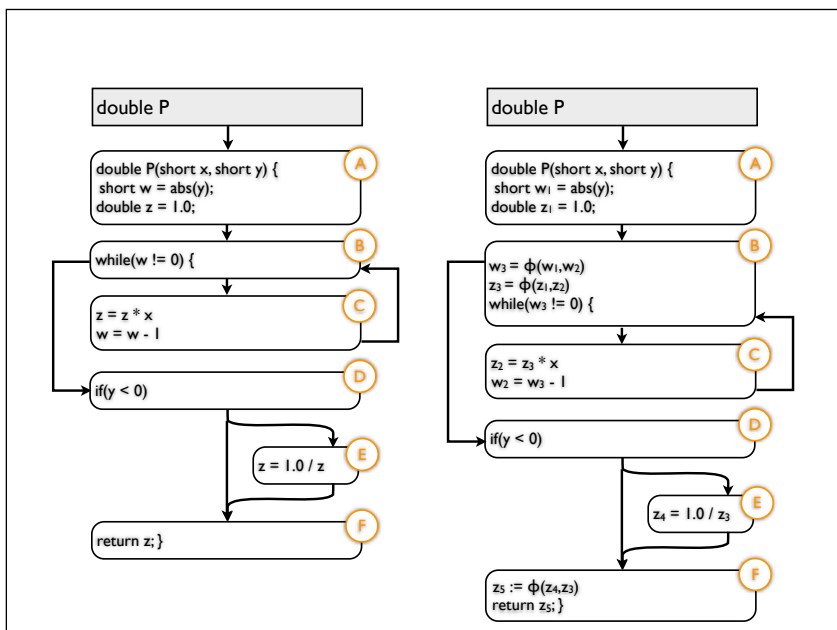 double P
A
double P(short x, short y) {
short w = abs(y);
double z = 1.0;
B
while(w != 0) {
C
z = z * x
w = w - 1
D
if(y < 0)
E
z = 1.0 / z
F
return z; }
double P
A
double P(short x, short y) {
short w₁ = abs(y);
double z₁ = 1.0;
B
w₃ = ϕ(w₁,w₂)
z₃ = ϕ(z₁,z₂)
while(w₃ != 0) {
C
z₂ = z₃ * x
w₂ = w₃ - 1
D
if(y < 0)
E
z₄ = 1.0 / z₃
F
z₅ := ϕ(z₄,z₃)
return z₅; }